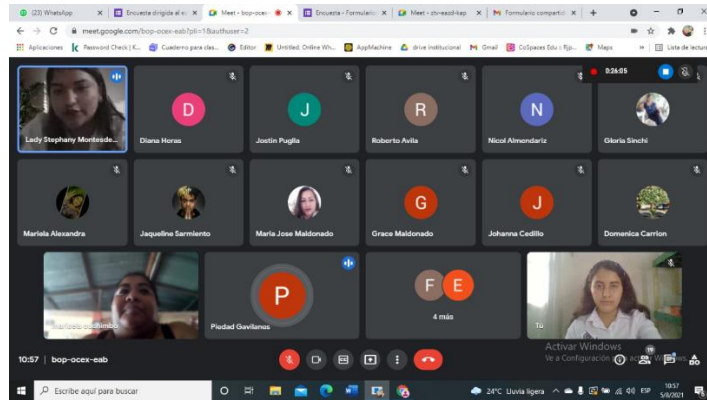 (23) WhatsApp
Encuesta dirigida al e
Meet - bop-ocex-
Encuesta - Formulario
Meet - ztv-eazd-kap
Formulario compartid
meet.google.com/bop-ocex-eab?pli=1&authuser=2
Aplicaciones
Password Check | K...
Cuaderno para clas...
Editor
Untitled. Online Wh...
AppMachine
drive institucional
Gmail
CoSpaces Edu
Maps
Lista de lectura
0:26:05
Lady Stephany Montesde...
D
Diana Heras
J
Jostin Puglla
R
Roberto Avila
N
Nicol Almendariz
Gloria Sinchi
Mariela Alexandra
Jaqueline Sarmiento
Maria Jose Maldonado
G
Grace Maldonado
J
Johanna Cedillo
Domenica Carrion
P
Piedad Gavilanes
F E
4 más
Tú
Activar Windows
Ve a Configuración
10:57 | bop-ocex-eab
19
Escribe aquí para buscar
24°C Lluvia ligera
ESP
10:57
5/8/2021